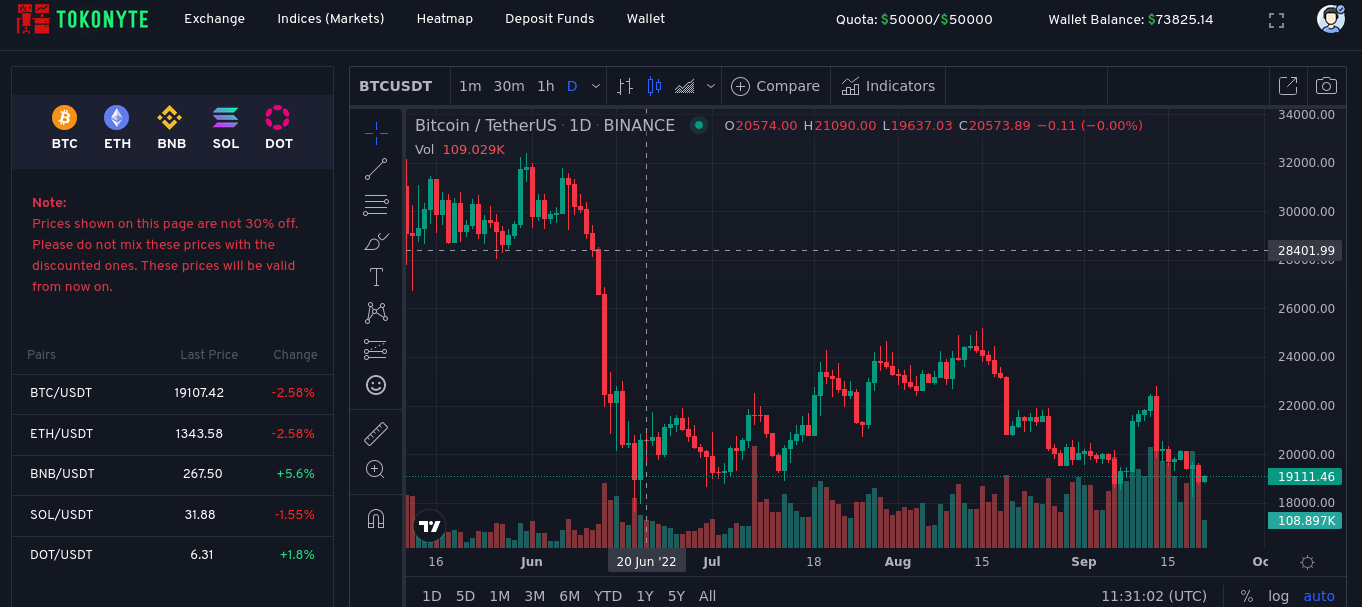 TOKONYTE Exchange Indices (Markets) Heatmap Deposit Funds Wallet Quota: $50000/$50000 Wallet Balance: $73825.14
BTC ETH BNB SOL DOT
Note:
Prices shown on this page are not 30% off.
Please do not mix these prices with the
discounted ones. These prices will be valid
from now on.
Pairs Last Price Change
BTC/USDT 19107.42 -2.58%
ETH/USDT 1343.58 -2.58%
BNB/USDT 267.50 +5.6%
SOL/USDT 31.88 -1.55%
DOT/USDT 6.31 +1.8%
BTCUSDT 1m 30m 1h D Compare Indicators
Bitcoin / TetherUS · 1D · BINANCE O20574.00 H21090.00 L19637.03 C20573.89 −0.11 (−0.00%)
Vol 109.029K
T
34000.00
32000.00
30000.00
28401.99
28000.00
26000.00
24000.00
22000.00
20000.00
19111.46
18000.00
108.897K
16 Jun 20 Jun '22 Jul 18 Aug 15 Sep 15 Oc
1D 5D 1M 3M 6M YTD 1Y 5Y All 11:31:02 (UTC) % log auto